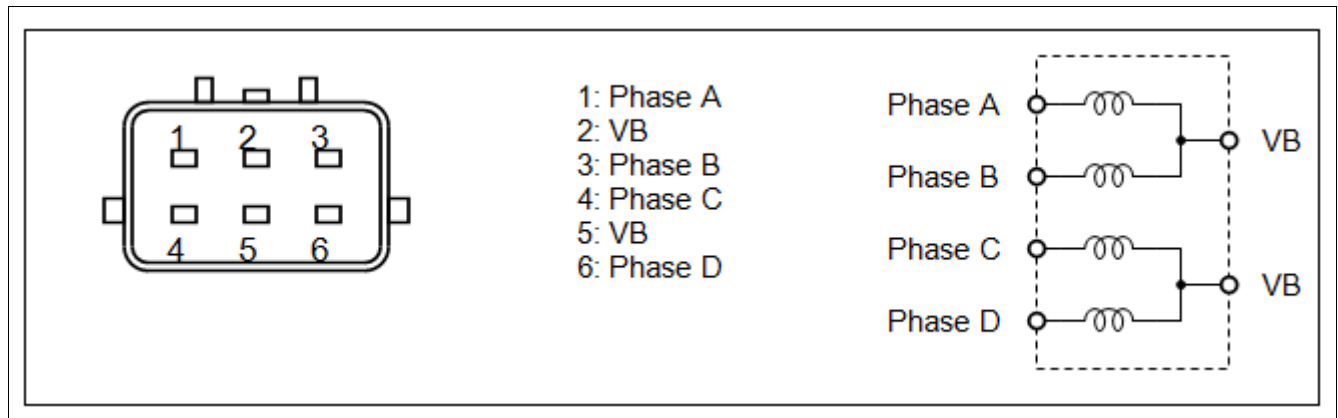 1 2 3
4 5 6
1: Phase A
2: VB
3: Phase B
4: Phase C
5: VB
6: Phase D
Phase A
VB
Phase B
Phase C
VB
Phase D